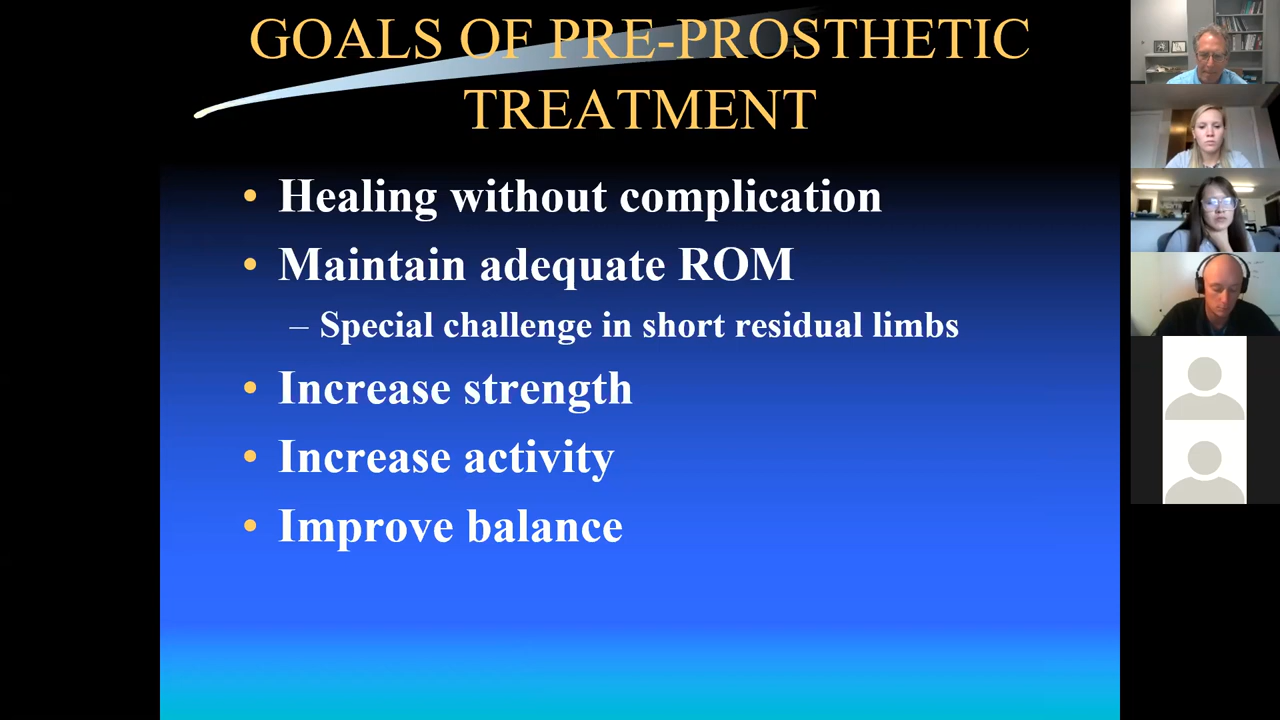 GOALS OF PRE-PROSTHETIC
TREATMENT
• Healing without complication
• Maintain adequate ROM
– Special challenge in short residual limbs
• Increase strength
• Increase activity
• Improve balance